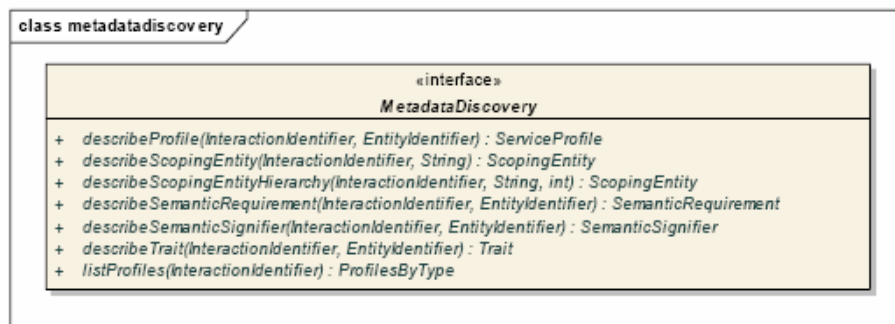 class metadatadiscovery
«interface»
MetadataDiscovery
+ describeProfile(InteractionIdentifier, EntityIdentifier) : ServiceProfile
+ describeScopingEntity(InteractionIdentifier, String) : ScopingEntity
+ describeScopingEntityHierarchy(InteractionIdentifier, String, int) : ScopingEntity
+ describeSemanticRequirement(InteractionIdentifier, EntityIdentifier) : SemanticRequirement
+ describeSemanticSignifier(InteractionIdentifier, EntityIdentifier) : SemanticSignifier
+ describeTrait(InteractionIdentifier, EntityIdentifier) : Trait
+ listProfiles(InteractionIdentifier) : ProfilesByType